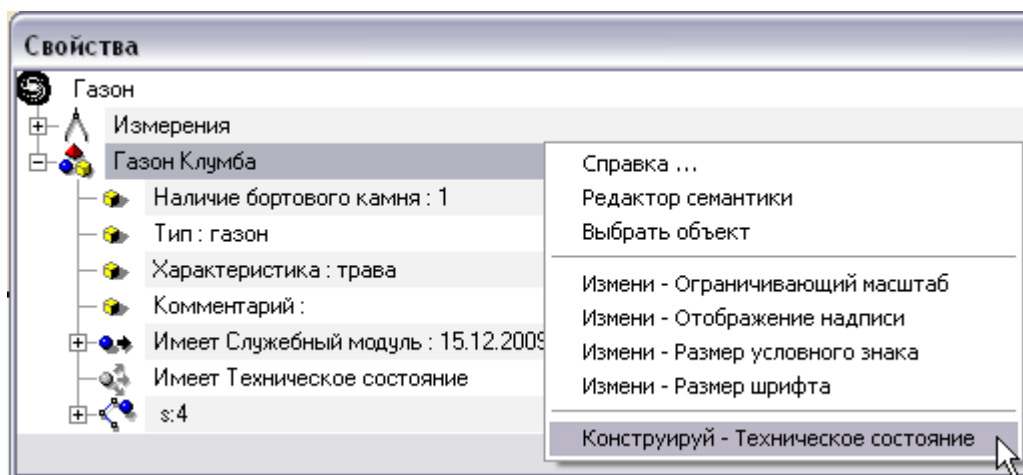 Свойства
Газон
Измерения
Газон Клумба
Наличие бортового камня : 1
Тип : газон
Характеристика : трава
Комментарий :
Имеет Служебный модуль : 15.12.2009
Имеет Техническое состояние
s:4
Справка ...
Редактор семантики
Выбрать объект
Измени - Ограничивающий масштаб
Измени - Отображение надписи
Измени - Размер условного знака
Измени - Размер шрифта
Конструируй - Техническое состояние